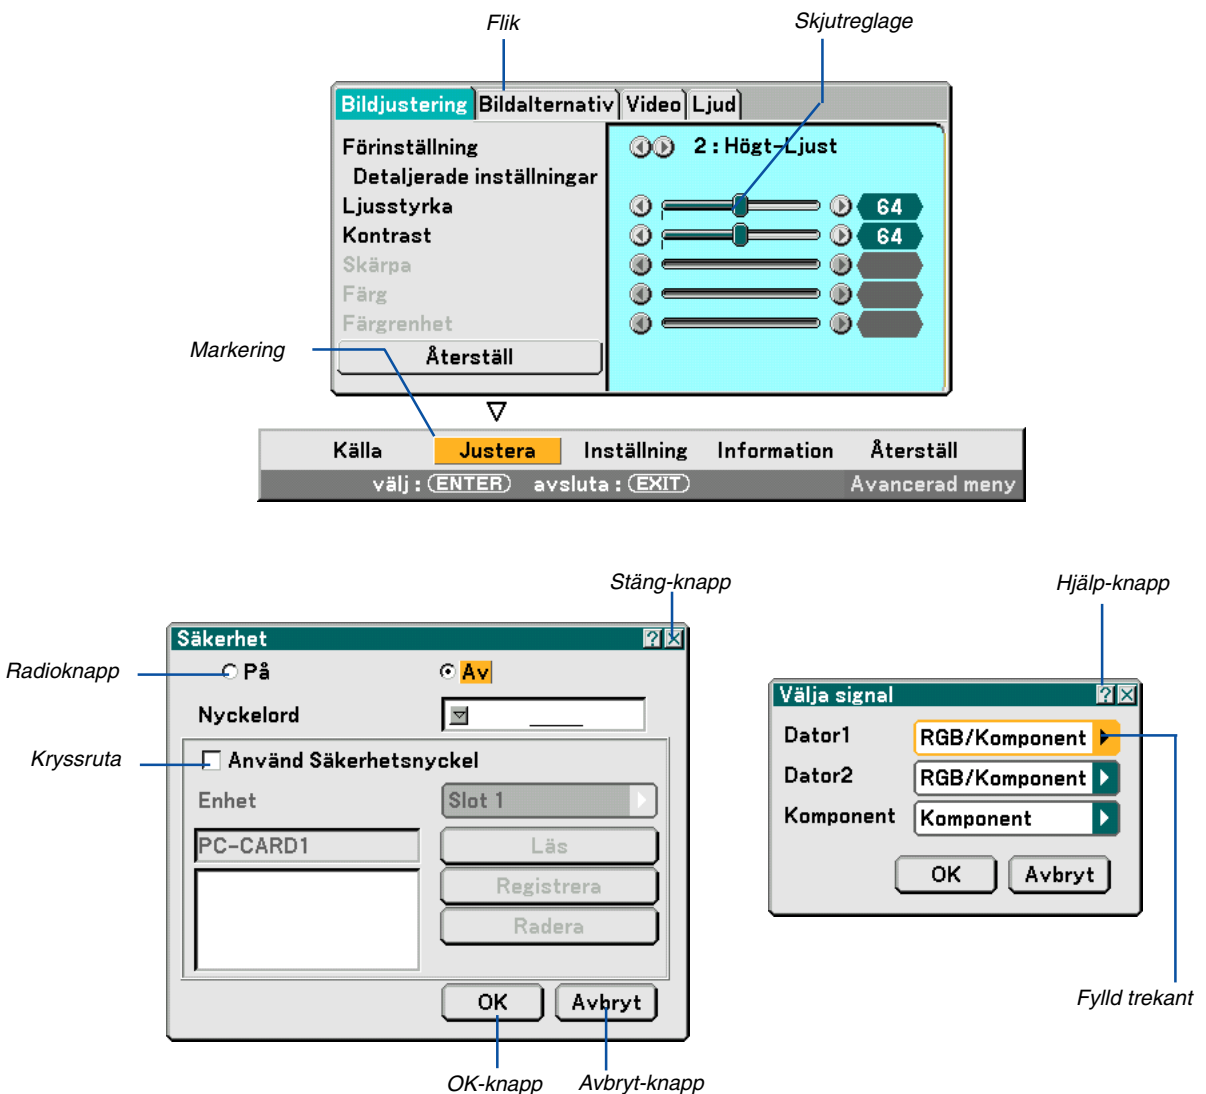 Flik
Skjutreglage
Bildjustering Bildalternativ Video Ljud
Förinställning
2 : Högt-Ljust
Detaljerade inställningar
Ljusstyrka
64
Kontrast
64
Skärpa
Färg
Färgrenhet
Markering
Återställ
Källa Justera Inställning Information Återställ
välj : ENTER avsluta : EXIT Avancerad meny
Stäng-knapp
Hjälp-knapp
Säkerhet
? ×
Radioknapp
På
Av
Nyckelord
Kryssruta
Använd Säkerhetsnyckel
Enhet
Slot 1
PC-CARD1
Läs
Registrera
Radera
OK
Avbryt
OK-knapp
Avbryt-knapp
Välja signal
? ×
Dator1
RGB/Komponent
Dator2
RGB/Komponent
Komponent
Komponent
OK
Avbryt
Fylld trekant